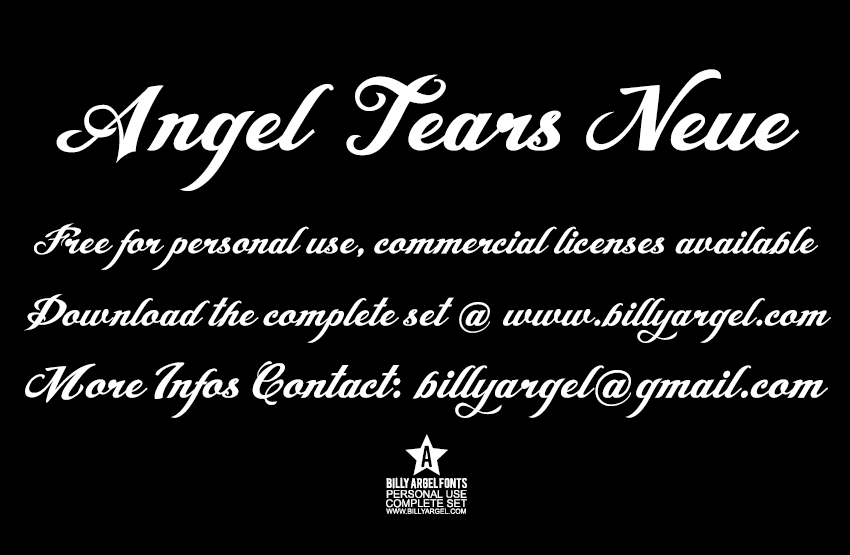 Angel Tears Neue
Free for personal use, commercial licenses available
Download the complete set @ www.billyargel.com
More Infos Contact: billyargel@gmail.com
A
BILLY ARGEL FONTS
PERSONAL USE
COMPLETE SET
WWW.BILLYARGEL.COM